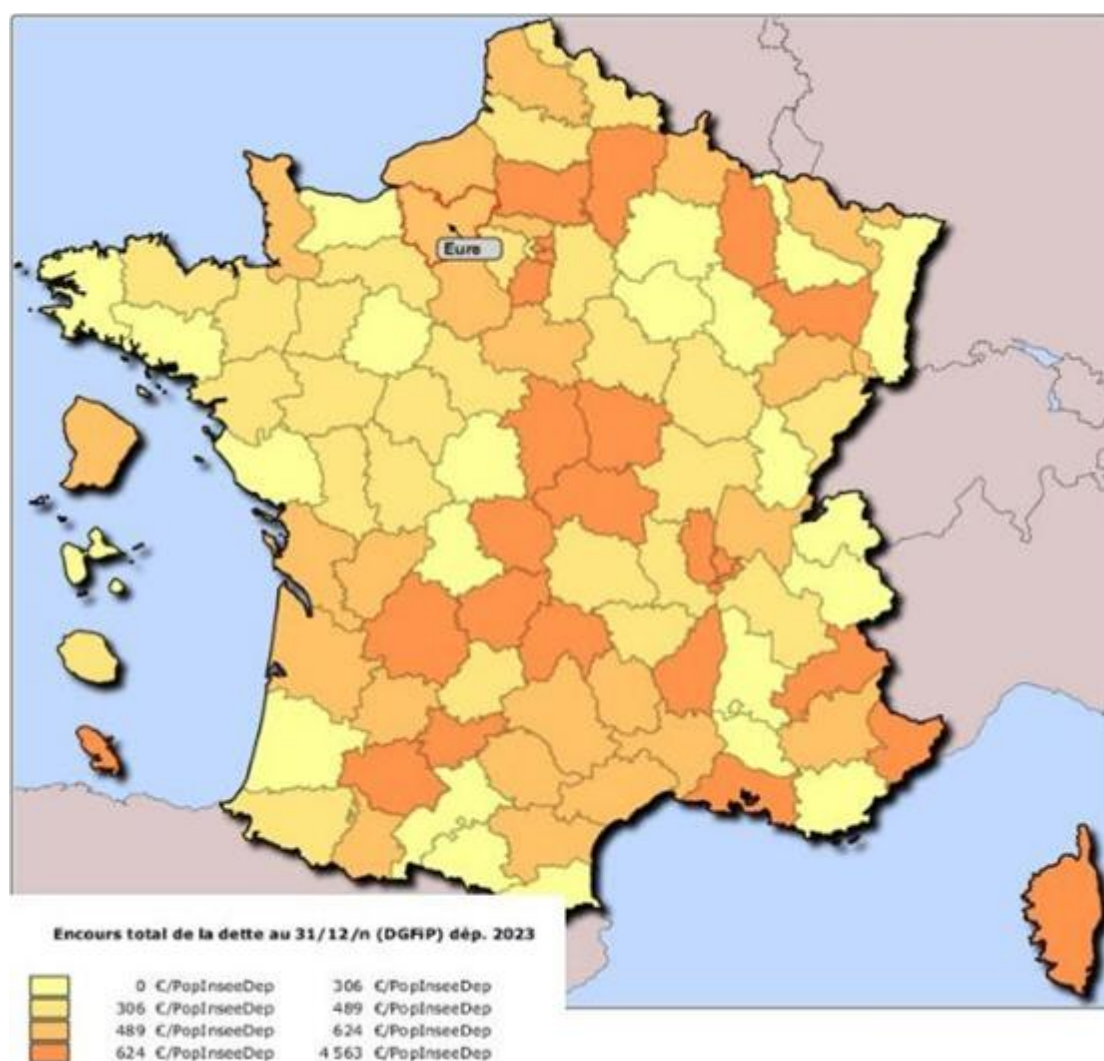 Eure
Encours total de la dette au 31/12/n (DGFiP) dép. 2023
0 €/PopInseeDep 306 €/PopInseeDep
306 €/PopInseeDep 489 €/PopInseeDep
489 €/PopInseeDep 624 €/PopInseeDep
624 €/PopInseeDep 4 563 €/PopInseeDep